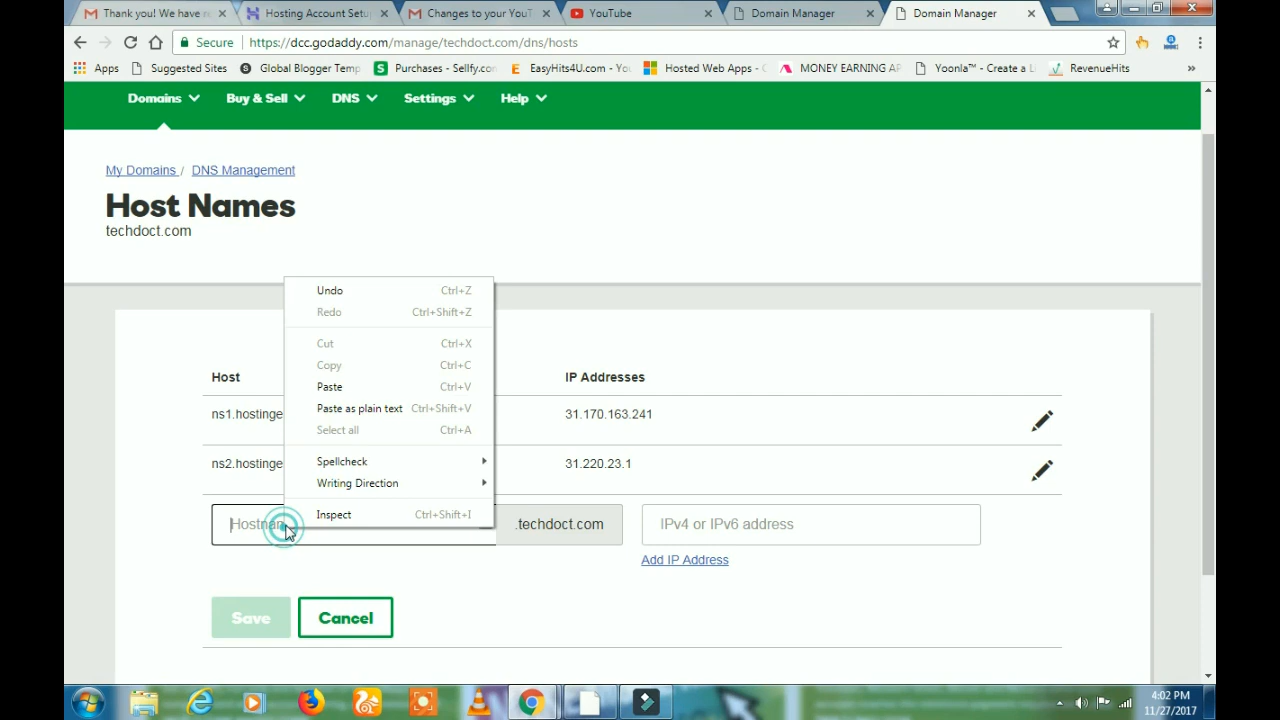 Thank you! We have r
Hosting Account Setu
Changes to your YouT
YouTube
Domain Manager
Domain Manager
Secure
https://dcc.godaddy.com/manage/techdoct.com/dns/hosts
Apps
Suggested Sites
Global Blogger Temp
Purchases - Sellfy.co
EasyHits4U.com - Yo
Hosted Web Apps -
MONEY EARNING AP
Yoonla™ - Create a Li
RevenueHits
»
Domains
Buy & Sell
DNS
Settings
Help
My Domains /
DNS Management
Host Names
techdoct.com
Undo Ctrl+Z
Redo Ctrl+Shift+Z
Cut Ctrl+X
Copy Ctrl+C
Paste Ctrl+V
Paste as plain text Ctrl+Shift+V
Select all Ctrl+A
Spellcheck
Writing Direction
Inspect Ctrl+Shift+I
Host
IP Addresses
ns1.hostinge
31.170.163.241
ns2.hostinge
31.220.23.1
Hostnam
.techdoct.com
IPv4 or IPv6 address
Add IP Address
Save
Cancel
4:02 PM
11/27/2017